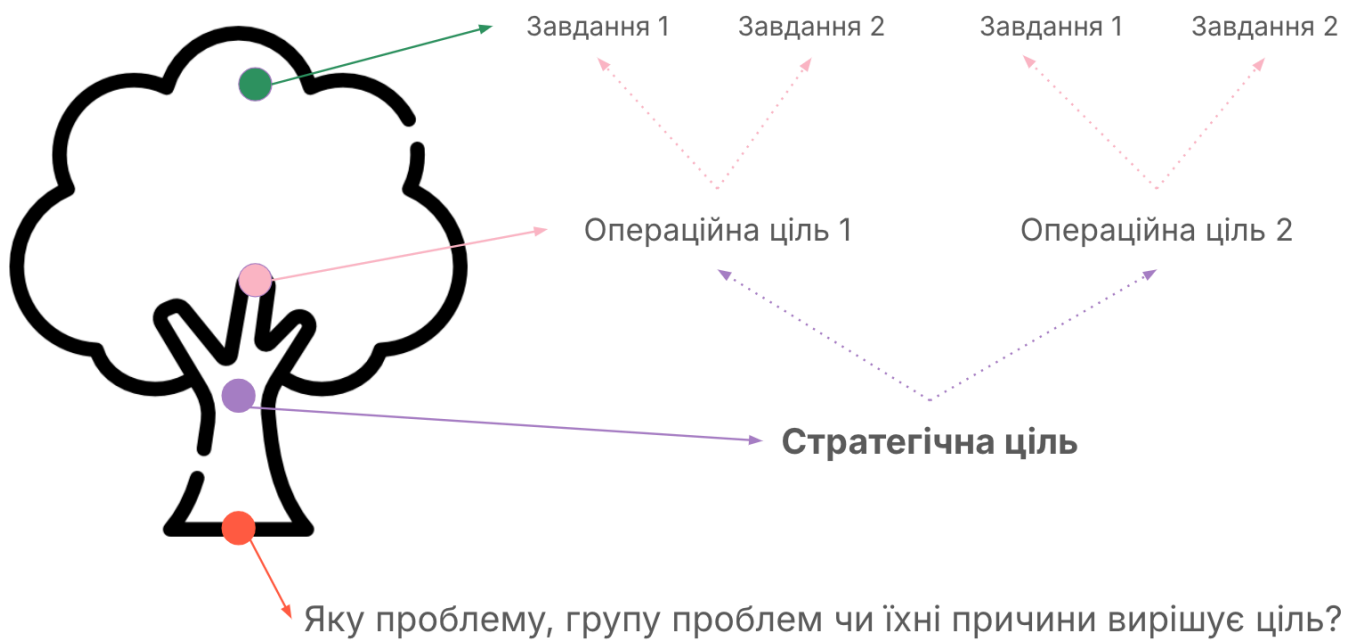 Завдання 1 Завдання 2 Завдання 1 Завдання 2
Операційна ціль 1 Операційна ціль 2
Стратегічна ціль
Яку проблему, групу проблем чи їхні причини вирішує ціль?